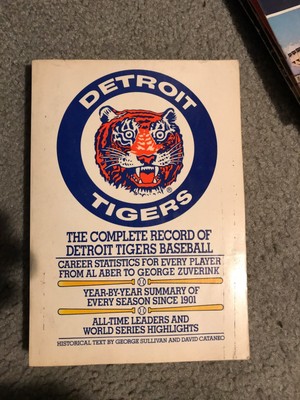 DETROIT
TIGERS
®
THE COMPLETE RECORD OF
DETROIT TIGERS BASEBALL
CAREER STATISTICS FOR EVERY PLAYER
FROM AL ABER TO GEORGE ZUVERINK
YEAR-BY-YEAR SUMMARY OF
EVERY SEASON SINCE 1901
ALL-TIME LEADERS AND
WORLD SERIES HIGHLIGHTS
HISTORICAL TEXT BY GEORGE SULLIVAN AND DAVID CATANEO